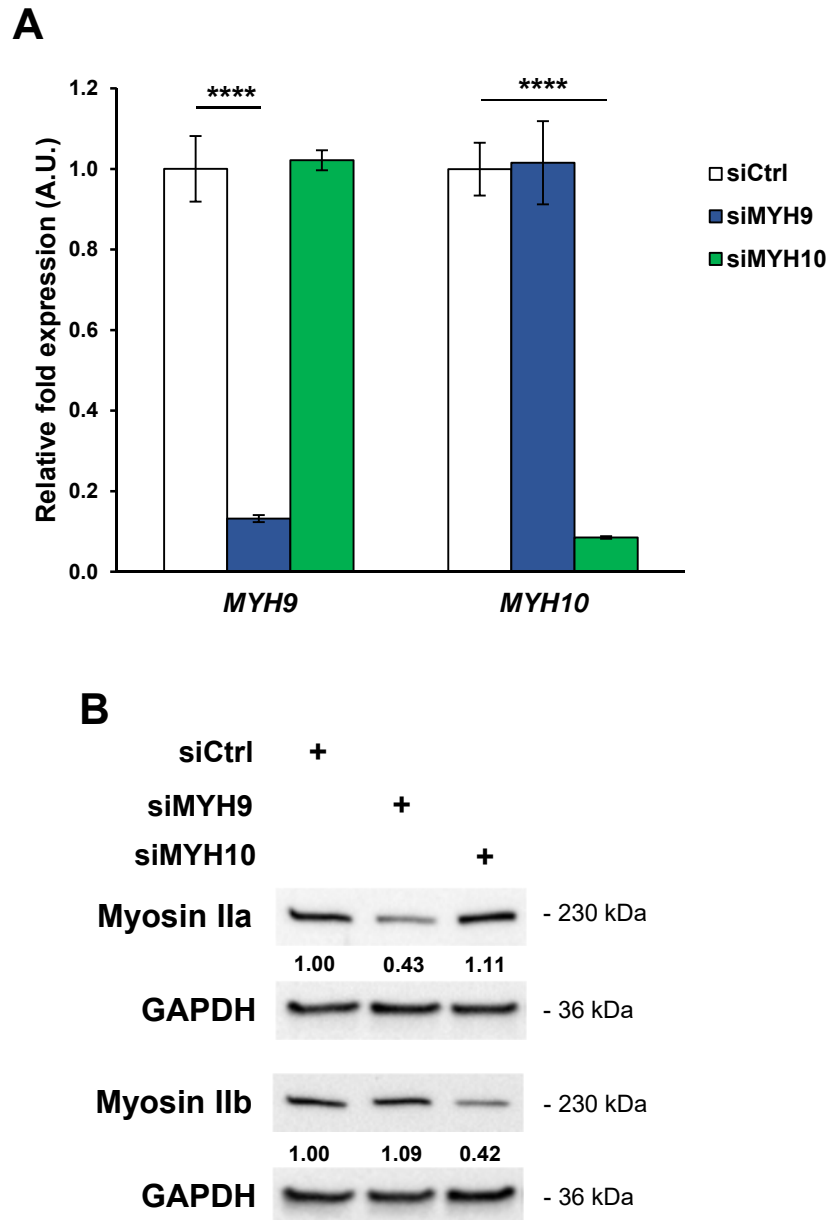 A
1.2
1.0
0.8
0.6
0.4
0.2
0.0
Relative fold expression (A.U.)
**** ****
siCtrl
siMYH9
siMYH10
MYH9 MYH10
B
siCtrl +
siMYH9 +
siMYH10 +
Myosin IIa - 230 kDa
1.00 0.43 1.11
GAPDH - 36 kDa
Myosin IIb - 230 kDa
1.00 1.09 0.42
GAPDH - 36 kDa